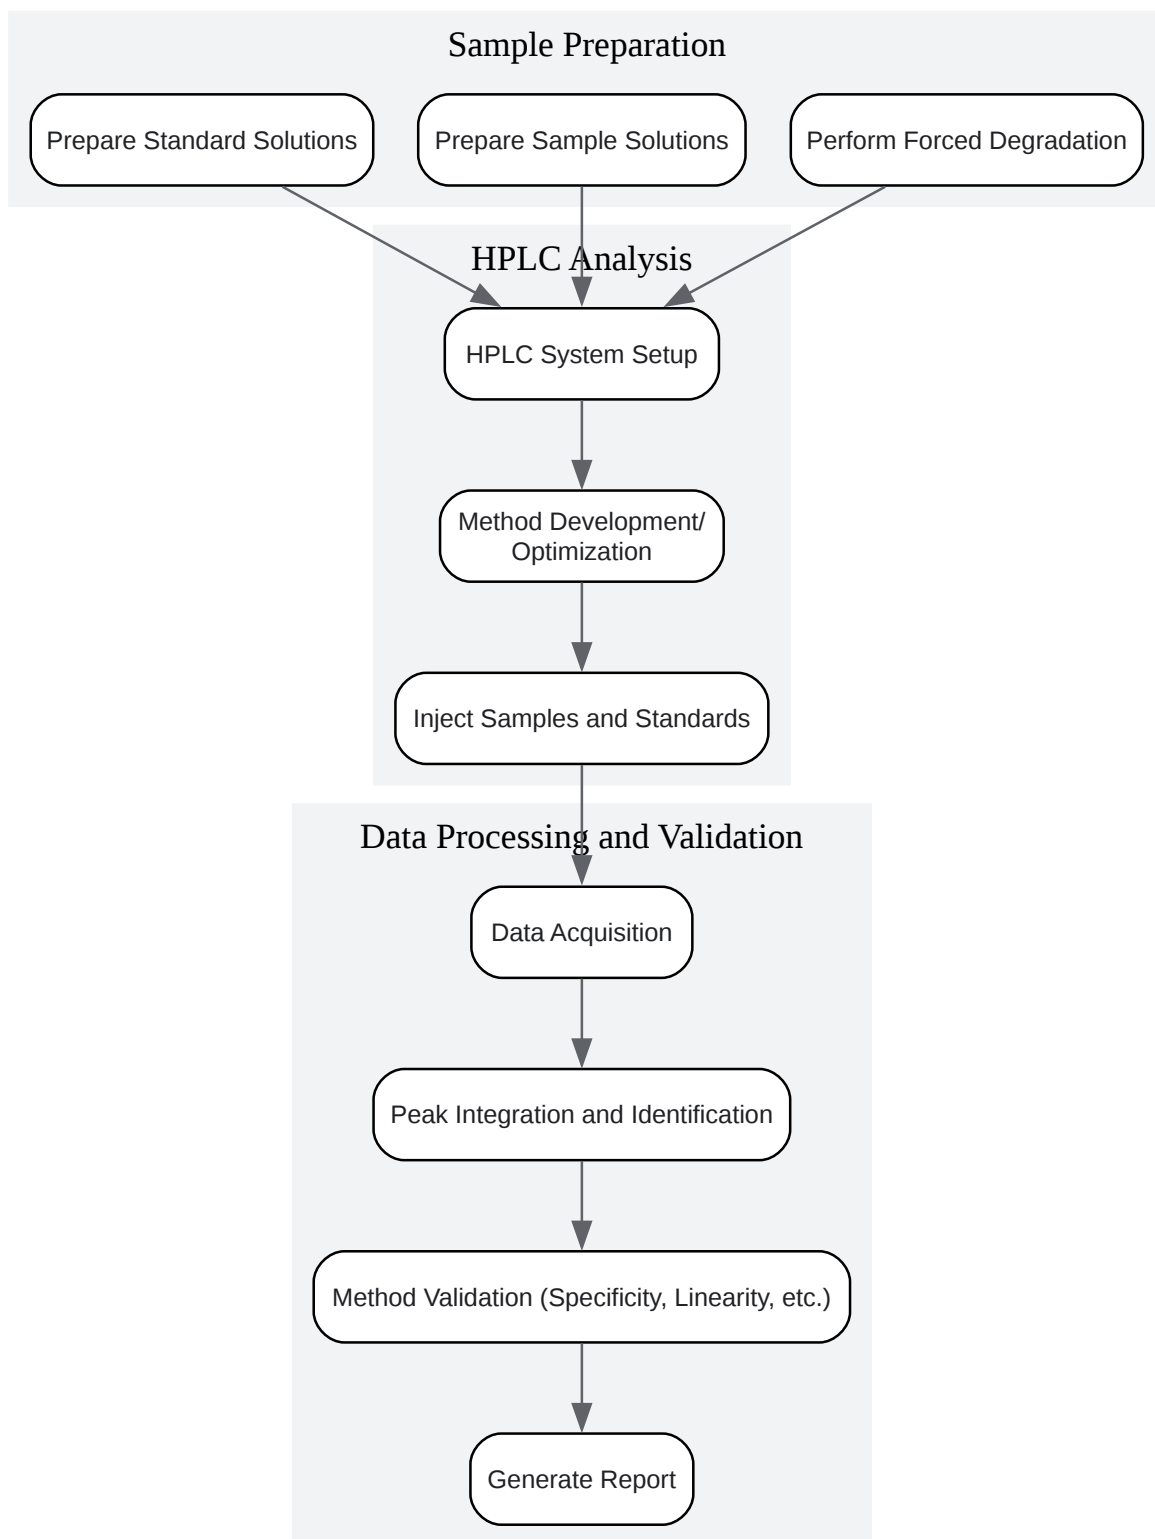 Sample Preparation
Prepare Standard Solutions
Prepare Sample Solutions
Perform Forced Degradation
HPLC Analysis
HPLC System Setup
Method Development/
Optimization
Inject Samples and Standards
Data Processing and Validation
Data Acquisition
Peak Integration and Identification
Method Validation (Specificity, Linearity, etc.)
Generate Report